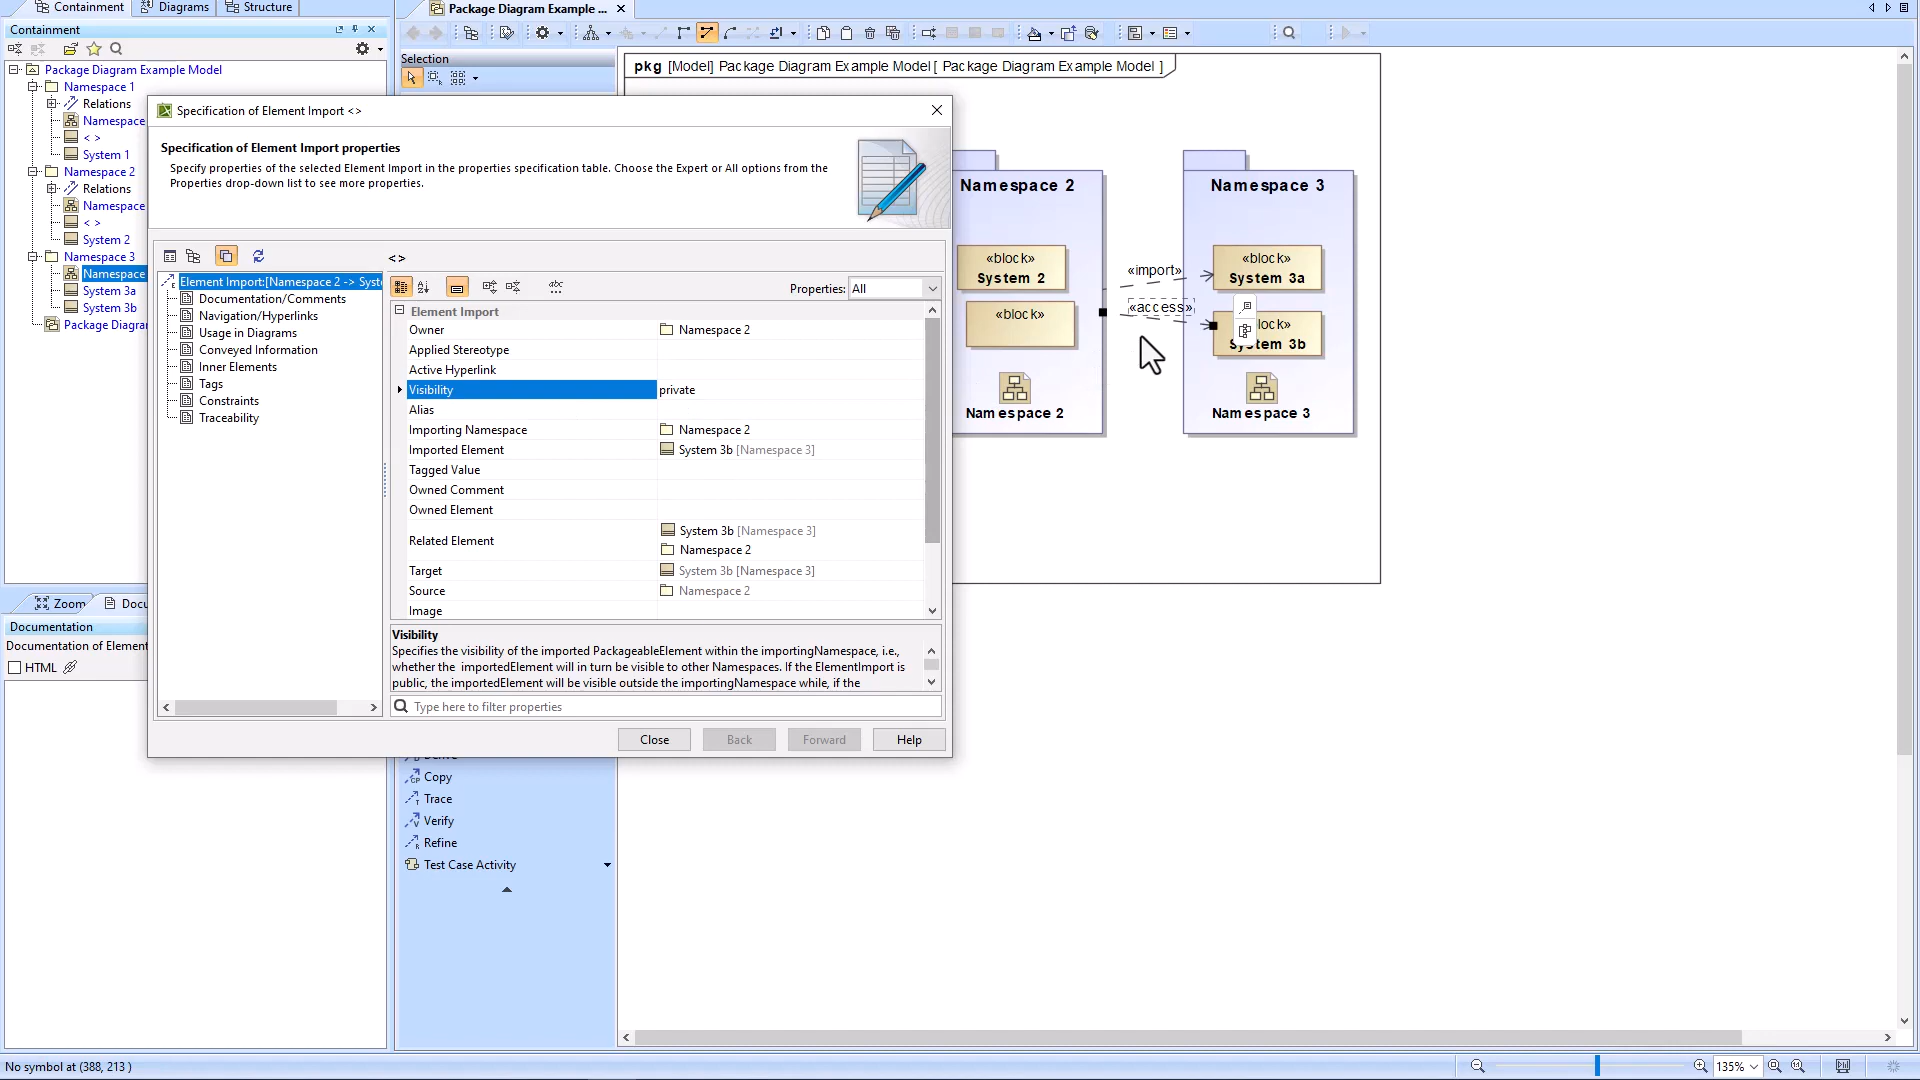 Containment
Diagrams
Structure
Package Diagram Example ...
Containment
Package Diagram Example Model
Namespace 1
Relations
Namespace
< >
System 1
Namespace 2
Relations
Namespace
< >
System 2
Namespace 3
Namespace
System 3a
System 3b
Package Diagra
Zoom
Docu
Documentation
Documentation of Element
HTML
Selection
pkg [Model] Package Diagram Example Model [ Package Diagram Example Model ]
Specification of Element Import <>
Specification of Element Import properties
Specify properties of the selected Element Import in the properties specification table. Choose the Expert or All options from the
Properties drop-down list to see more properties.
<>
Element Import:[Namespace 2 -> Syst
Documentation/Comments
Navigation/Hyperlinks
Usage in Diagrams
Conveyed Information
Inner Elements
Tags
Constraints
Traceability
Properties: All
Element Import
Owner Namespace 2
Applied Stereotype
Active Hyperlink
Visibility private
Alias
Importing Namespace Namespace 2
Imported Element System 3b [Namespace 3]
Tagged Value
Owned Comment
Owned Element
Related Element System 3b [Namespace 3]
Namespace 2
Target System 3b [Namespace 3]
Source Namespace 2
Image
Visibility
Specifies the visibility of the imported PackageableElement within the importingNamespace, i.e.,
whether the importedElement will in turn be visible to other Namespaces. If the ElementImport is
public, the importedElement will be visible outside the importingNamespace while, if the
Type here to filter properties
Close
Back
Forward
Help
Namespace 2
«block»
System 2
«block»
Namespace 2
«import»
«access»
Namespace 3
«block»
System 3a
lock»
System 3b
Namespace 3
Copy
Trace
Verify
Refine
Test Case Activity
No symbol at (388, 213 )
135%